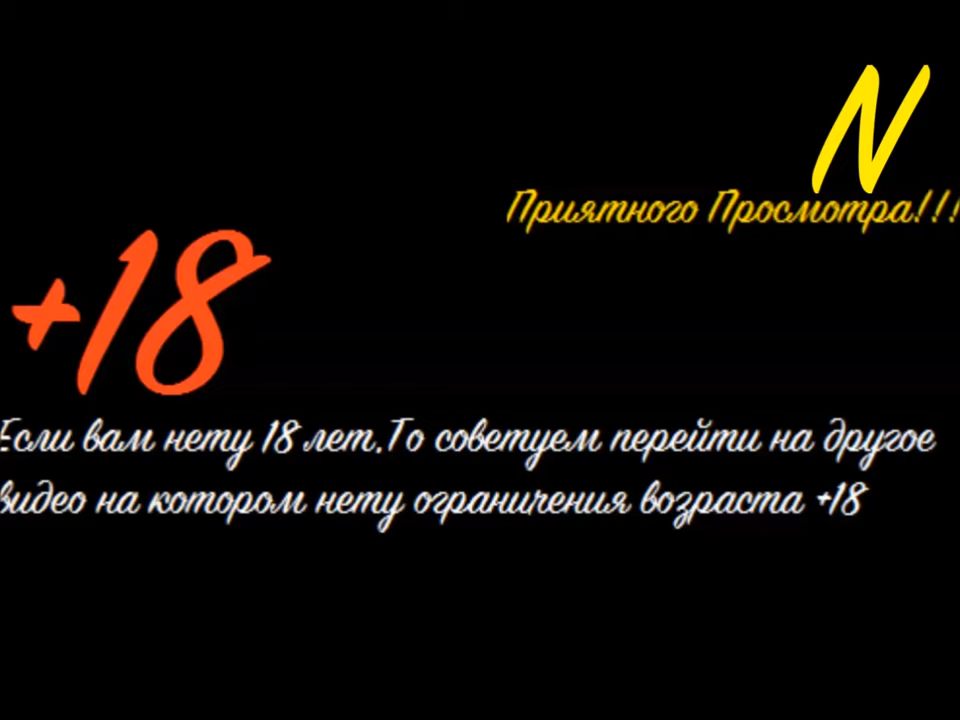 N
Приятного Просмотра!!!
+18
Если вам нету 18 лет.То советуем перейти на другое
видео на котором нету ограничения возраста +18